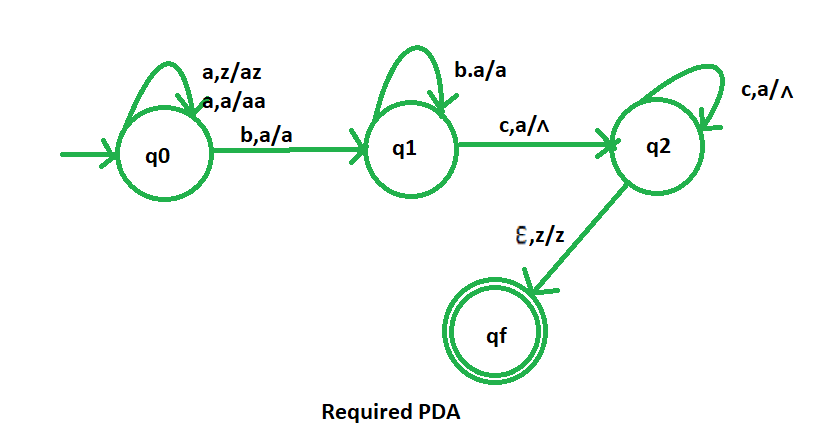 a,z/az
a,a/aa
b.a/a
c,a/ʌ
q0
b,a/a
q1
c,a/ʌ
q2
Ɛ,z/z
qf
Required PDA